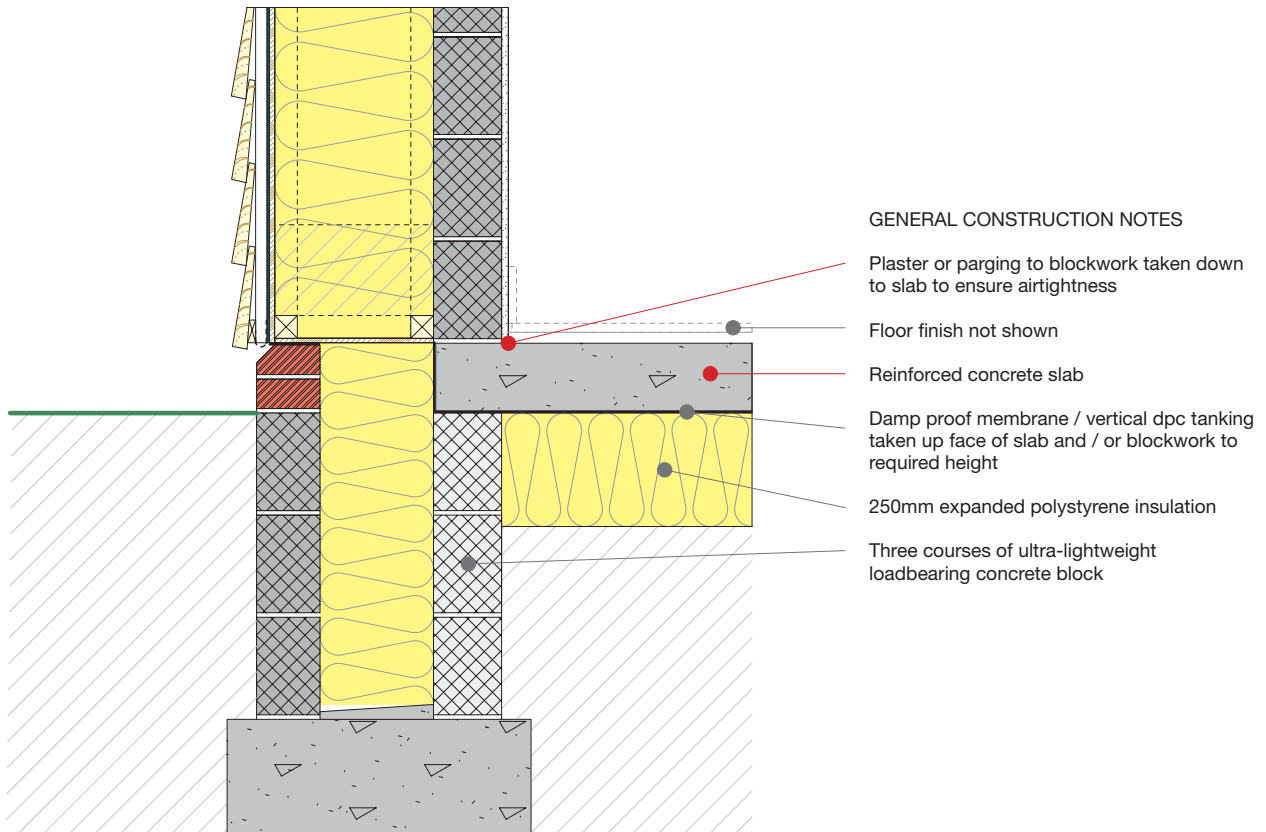 GENERAL CONSTRUCTION NOTES
Plaster or parging to blockwork taken down
to slab to ensure airtightness
Floor finish not shown
Reinforced concrete slab
Damp proof membrane / vertical dpc tanking
taken up face of slab and / or blockwork to
required height
250mm expanded polystyrene insulation
Three courses of ultra-lightweight
loadbearing concrete block